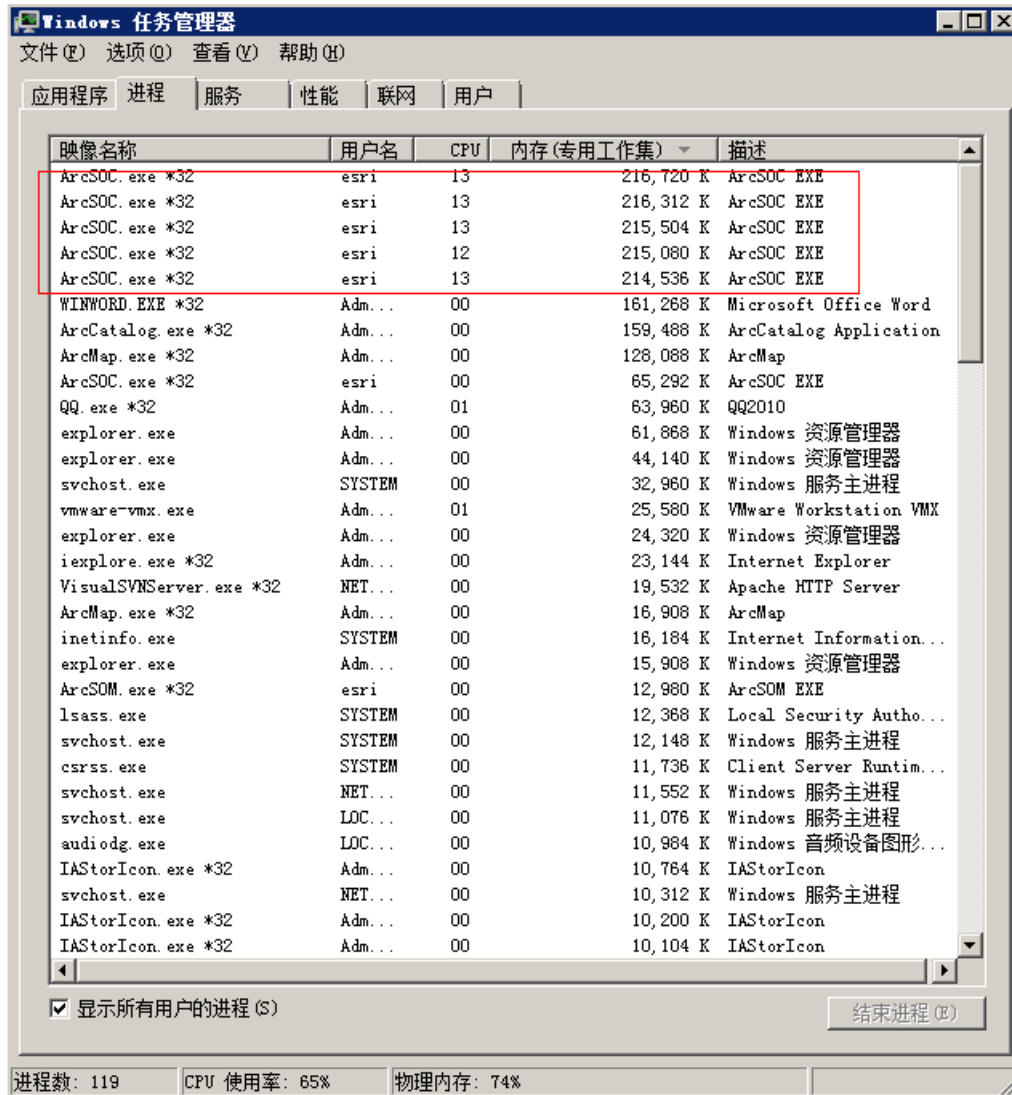 Windows 任务管理器
文件(F) 选项(O) 查看(V) 帮助(H)
应用程序 进程 服务 性能 联网 用户
映像名称 用户名 CPU 内存(专用工作集) 描述
ArcSOC.exe *32 esri 13 216,720 K ArcSOC EXE
ArcSOC.exe *32 esri 13 216,312 K ArcSOC EXE
ArcSOC.exe *32 esri 13 215,504 K ArcSOC EXE
ArcSOC.exe *32 esri 12 215,080 K ArcSOC EXE
ArcSOC.exe *32 esri 13 214,536 K ArcSOC EXE
WINWORD.EXE *32 Adm... 00 161,268 K Microsoft Office Word
ArcCatalog.exe *32 Adm... 00 159,488 K ArcCatalog Application
ArcMap.exe *32 Adm... 00 128,088 K ArcMap
ArcSOC.exe *32 esri 00 65,292 K ArcSOC EXE
QQ.exe *32 Adm... 01 63,960 K QQ2010
explorer.exe Adm... 00 61,868 K Windows 资源管理器
explorer.exe Adm... 00 44,140 K Windows 资源管理器
svchost.exe SYSTEM 00 32,960 K Windows 服务主进程
vmware-vmx.exe Adm... 01 25,580 K VMware Workstation VMX
explorer.exe Adm... 00 24,320 K Windows 资源管理器
iexplore.exe *32 Adm... 00 23,144 K Internet Explorer
VisualSVNServer.exe *32 NET... 00 19,532 K Apache HTTP Server
ArcMap.exe *32 Adm... 00 16,908 K ArcMap
inetinfo.exe SYSTEM 00 16,184 K Internet Information...
explorer.exe Adm... 00 15,908 K Windows 资源管理器
ArcSOM.exe *32 esri 00 12,980 K ArcSOM EXE
lsass.exe SYSTEM 00 12,368 K Local Security Autho...
svchost.exe SYSTEM 00 12,148 K Windows 服务主进程
csrss.exe SYSTEM 00 11,736 K Client Server Runtim...
svchost.exe NET... 00 11,552 K Windows 服务主进程
svchost.exe LOC... 00 11,076 K Windows 服务主进程
audiodg.exe LOC... 00 10,984 K Windows 音频设备图形...
IAStorIcon.exe *32 Adm... 00 10,764 K IAStorIcon
svchost.exe NET... 00 10,312 K Windows 服务主进程
IAStorIcon.exe *32 Adm... 00 10,200 K IAStorIcon
IAStorIcon.exe *32 Adm... 00 10,104 K IAStorIcon
显示所有用户的进程(S) 结束进程(E)
进程数: 119 CPU 使用率: 65% 物理内存: 74%